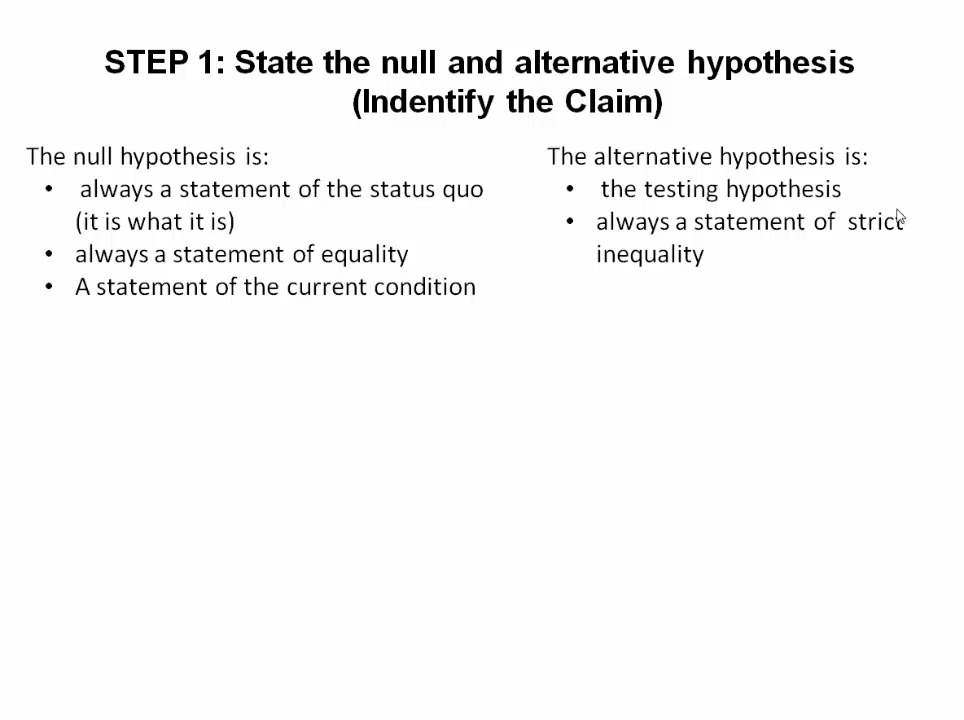 STEP 1: State the null and alternative hypothesis
(Indentify the Claim)
The null hypothesis is:
• always a statement of the status quo
(it is what it is)
• always a statement of equality
• A statement of the current condition
The alternative hypothesis is:
• the testing hypothesis
• always a statement of strict
inequality